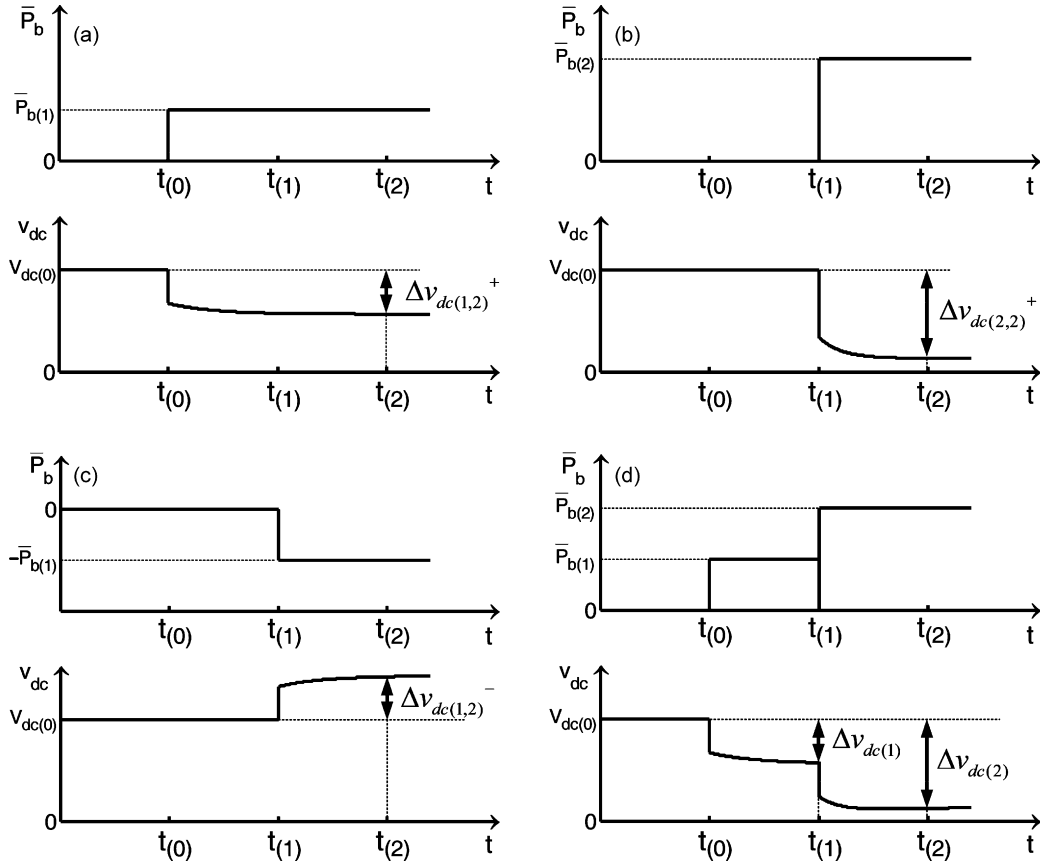 P̅b (a)
P̅b(1)
0
t(0) t(1) t(2) t
vdc
Vdc(0)
Δvdc(1,2)+
0
t(0) t(1) t(2) t
P̅b (b)
P̅b(2)
0
t(0) t(1) t(2) t
vdc
Vdc(0)
Δvdc(2,2)+
0
t(0) t(1) t(2) t
P̅b (c)
0
-P̅b(1)
t(0) t(1) t(2) t
vdc
Δvdc(1,2)-
Vdc(0)
0
t(0) t(1) t(2) t
P̅b (d)
P̅b(2)
P̅b(1)
0
t(0) t(1) t(2) t
vdc
Vdc(0)
Δvdc(1)
Δvdc(2)
0
t(0) t(1) t(2) t